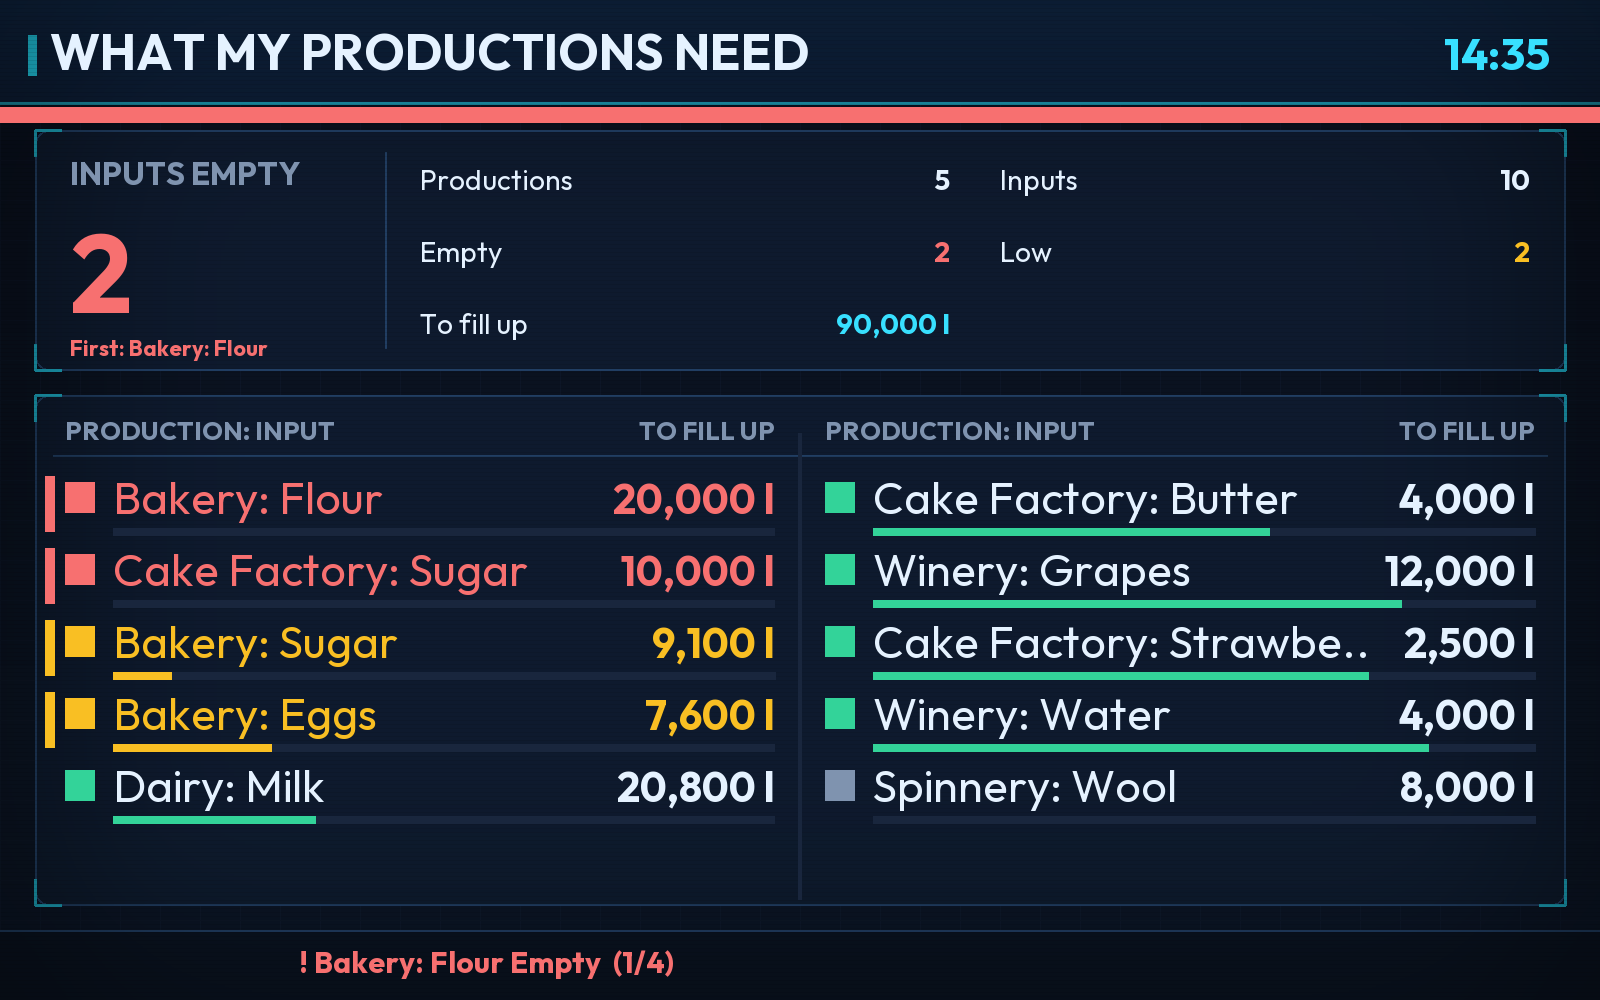 WHAT MY PRODUCTIONS NEED
14:35
INPUTS EMPTY
2
First: Bakery: Flour
Productions 5
Inputs 10
Empty 2
Low 2
To fill up 90,000 l
PRODUCTION: INPUT TO FILL UP
Bakery: Flour 20,000 l
Cake Factory: Sugar 10,000 l
Bakery: Sugar 9,100 l
Bakery: Eggs 7,600 l
Dairy: Milk 20,800 l
PRODUCTION: INPUT TO FILL UP
Cake Factory: Butter 4,000 l
Winery: Grapes 12,000 l
Cake Factory: Strawbe.. 2,500 l
Winery: Water 4,000 l
Spinnery: Wool 8,000 l
! Bakery: Flour Empty (1/4)